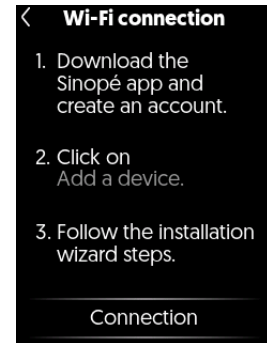 Wi-Fi connection
1. Download the
Sinopé app and
create an account.
2. Click on
Add a device.
3. Follow the installation
wizard steps.
Connection